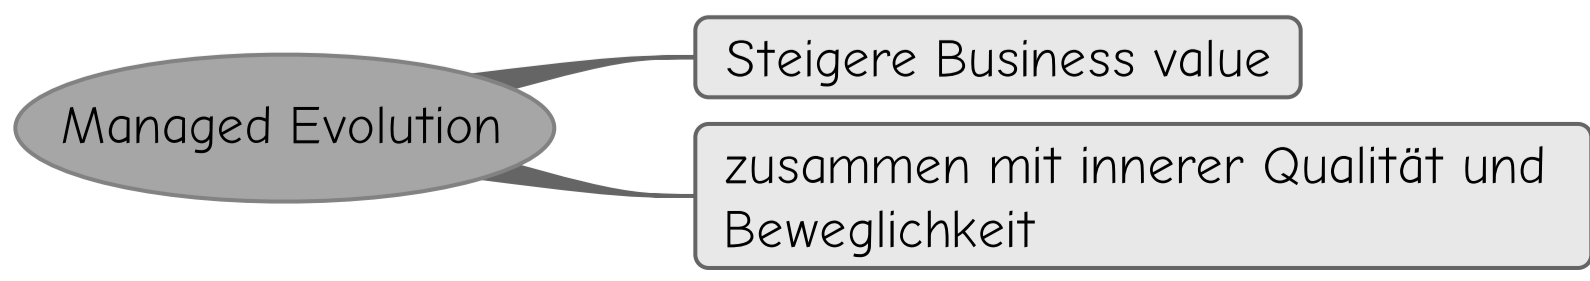 Managed Evolution
Steigere Business value
zusammen mit innerer Qualität und
Beweglichkeit